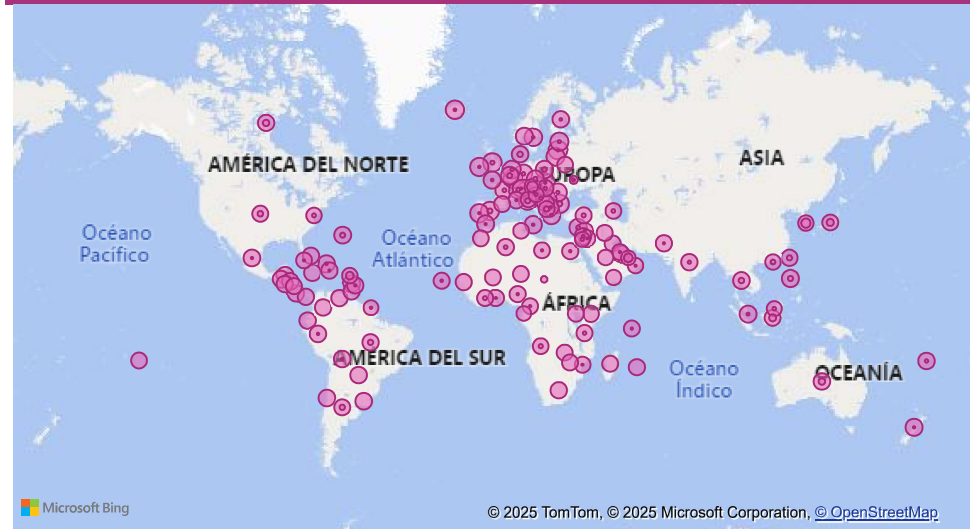 AMÉRICA DEL NORTE
ASIA
EUROPA
Océano
Pacífico
Océano
Atlántico
ÁFRICA
AMÉRICA DEL SUR
Océano
Índico
OCEANÍA
Microsoft Bing
© 2025 TomTom, © 2025 Microsoft Corporation, © OpenStreetMap